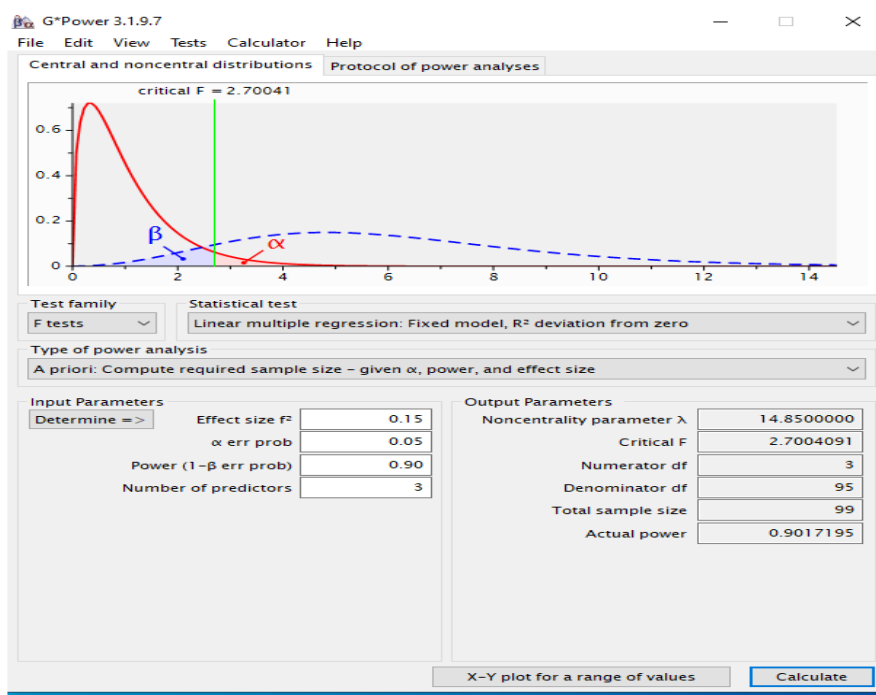 βα G*Power 3.1.9.7
File Edit View Tests Calculator Help
Central and noncentral distributions Protocol of power analyses
critical F = 2.70041
0.6
0.4
0.2
0
β
α
0 2 4 6 8 10 12 14
Test family Statistical test
F tests Linear multiple regression: Fixed model, R² deviation from zero
Type of power analysis
A priori: Compute required sample size – given α, power, and effect size
Input Parameters Output Parameters
Determine => Effect size f² 0.15 Noncentrality parameter λ 14.8500000
α err prob 0.05 Critical F 2.7004091
Power (1-β err prob) 0.90 Numerator df 3
Number of predictors 3 Denominator df 95
Total sample size 99
Actual power 0.9017195
X-Y plot for a range of values Calculate